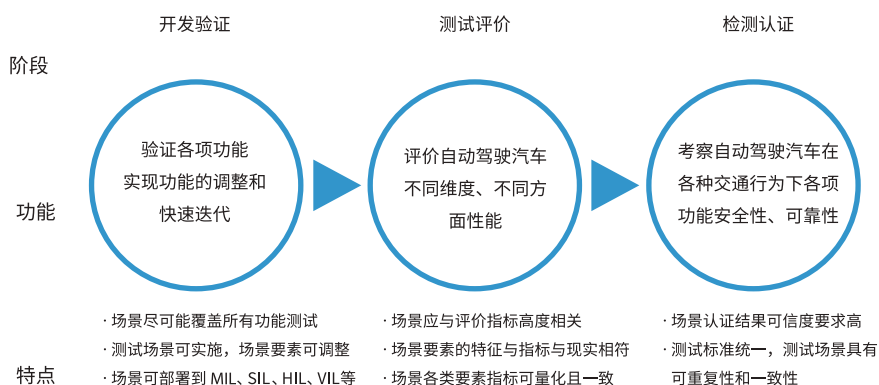 开发验证
测试评价
检测认证
阶段
验证各项功能
实现功能的调整和
快速迭代
评价自动驾驶汽车
不同维度、不同方
面性能
考察自动驾驶汽车在
各种交通行为下各项
功能安全性、可靠性
功能
· 场景尽可能覆盖所有功能测试
· 测试场景可实施，场景要素可调整
· 场景可部署到 MIL、SIL、HIL、VIL等
· 场景应与评价指标高度相关
· 场景要素的特征与指标与现实相符
· 场景各类要素指标可量化且一致
· 场景认证结果可信度要求高
· 测试标准统一，测试场景具有
可重复性和一致性
特点